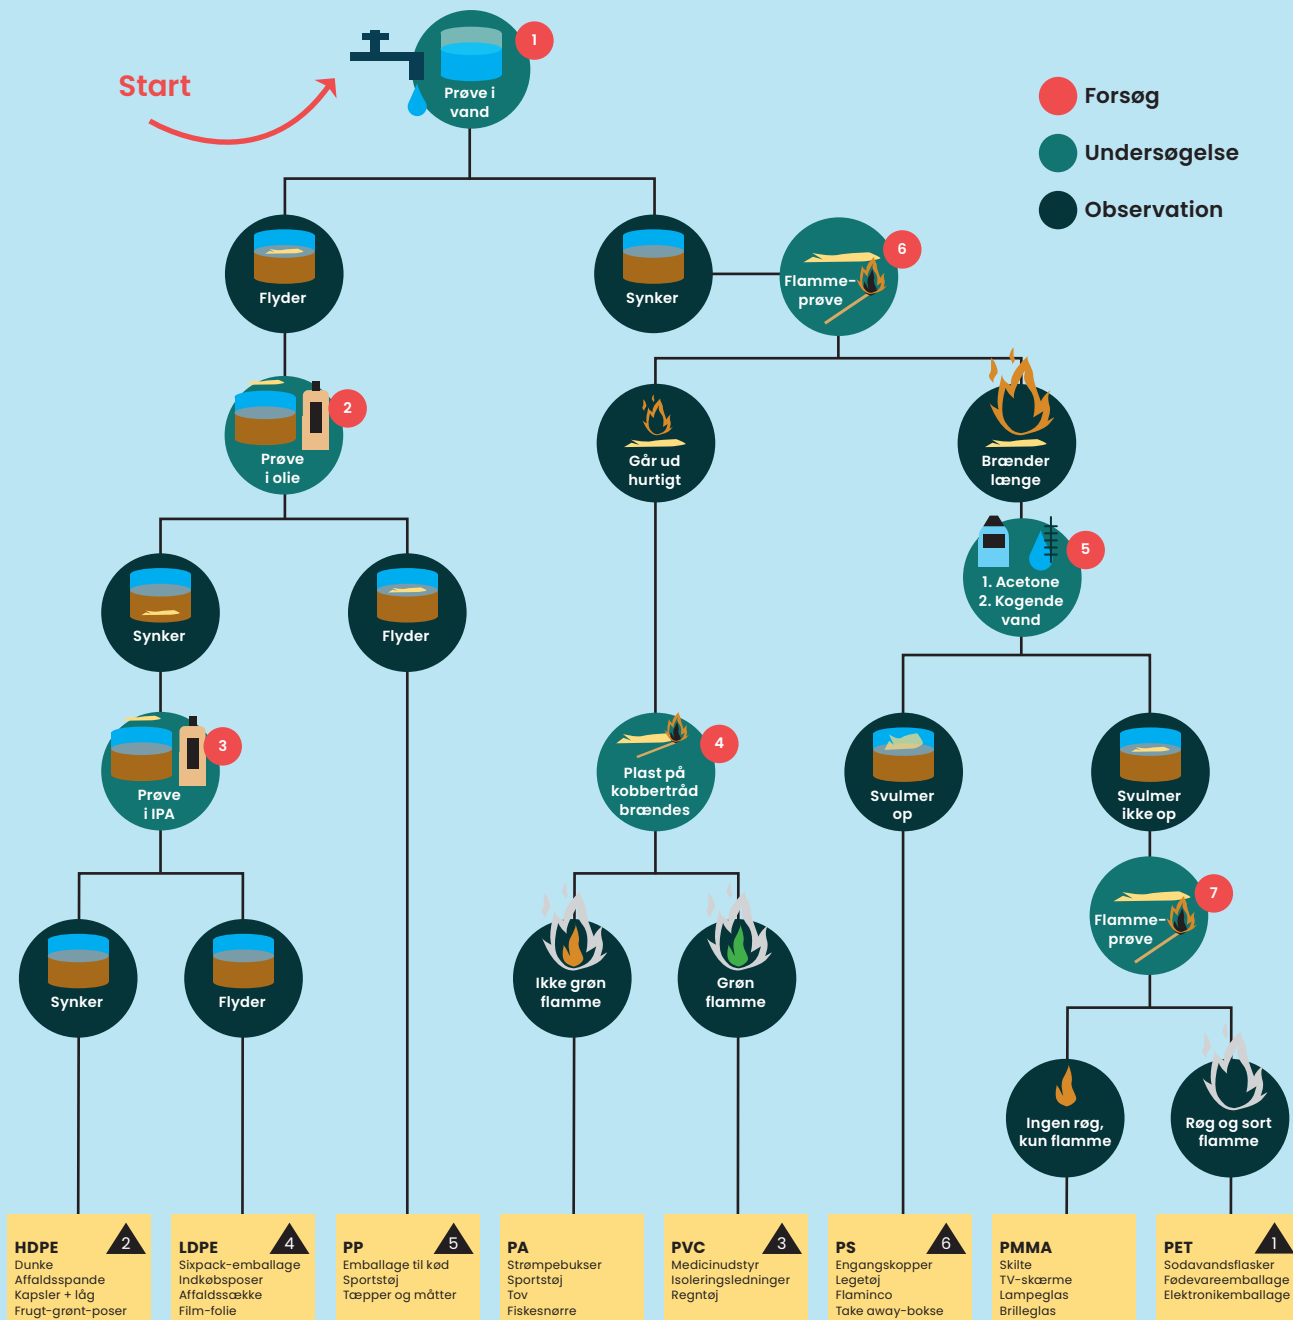 Start
1
Prøve i
vand
Forsøg
Undersøgelse
Observation
Flyder
Synker
6
Flamme-
prøve
2
Prøve
i olie
Går ud
hurtigt
Brænder
længe
5
1. Acetone
2. Kogende
vand
Synker
Flyder
3
Prøve
i IPA
4
Plast på
kobbertråd
brændes
Svulmer
op
Svulmer
ikke op
7
Flamme-
prøve
Synker
Flyder
Ikke grøn
flamme
Grøn
flamme
Ingen røg,
kun flamme
Røg og sort
flamme
HDPE
2
Dunke
Affaldsspande
Kapsler + låg
Frugt-grønt-poser
LDPE
4
Sixpack-emballage
Indkøbsposer
Affaldssække
Film-folie
PP
5
Emballage til kød
Sportstøj
Tæpper og måtter
PA
Strømpebukser
Sportstøj
Tov
Fiskesnørre
PVC
3
Medicinudstyr
Isoleringsledninger
Regntøj
PS
6
Engangskopper
Legetøj
Flaminco
Take away-bokse
PMMA
Skilte
TV-skærme
Lampeglas
Brilleglas
PET
1
Sodavandsflasker
Fødevareemballage
Elektronikemballage